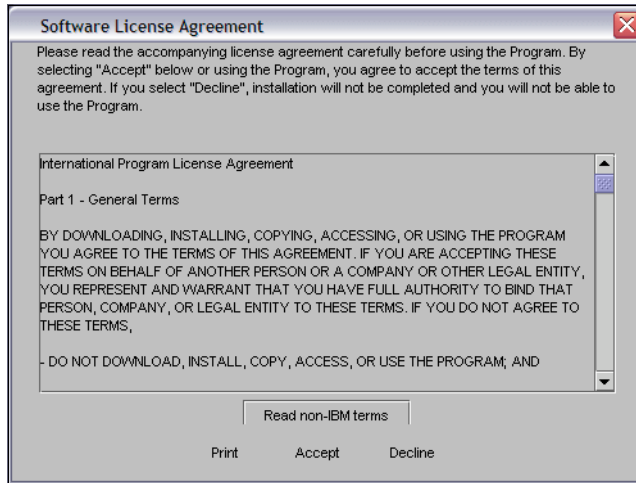 Software License Agreement
Please read the accompanying license agreement carefully before using the Program. By
selecting "Accept" below or using the Program, you agree to accept the terms of this
agreement. If you select "Decline", installation will not be completed and you will not be able to
use the Program.
International Program License Agreement
Part 1 - General Terms
BY DOWNLOADING, INSTALLING, COPYING, ACCESSING, OR USING THE PROGRAM
YOU AGREE TO THE TERMS OF THIS AGREEMENT. IF YOU ARE ACCEPTING THESE
TERMS ON BEHALF OF ANOTHER PERSON OR A COMPANY OR OTHER LEGAL ENTITY,
YOU REPRESENT AND WARRANT THAT YOU HAVE FULL AUTHORITY TO BIND THAT
PERSON, COMPANY, OR LEGAL ENTITY TO THESE TERMS. IF YOU DO NOT AGREE TO
THESE TERMS,
- DO NOT DOWNLOAD, INSTALL, COPY, ACCESS, OR USE THE PROGRAM; AND
Read non-IBM terms
Print Accept Decline